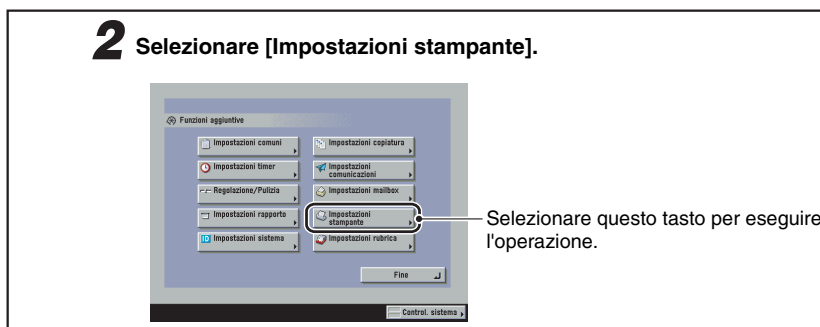 2 Selezionare [Impostazioni stampante].
Funzioni aggiuntive
Impostazioni comuni
Impostazioni copiatura
Impostazioni timer
Impostazioni
comunicazioni
Regolazione/Pulizia
Impostazioni mailbox
Impostazioni rapporto
Impostazioni
stampante
ID Impostazioni sistema
Impostazioni rubrica
Fine
Control. sistema
Selezionare questo tasto per eseguire
l'operazione.